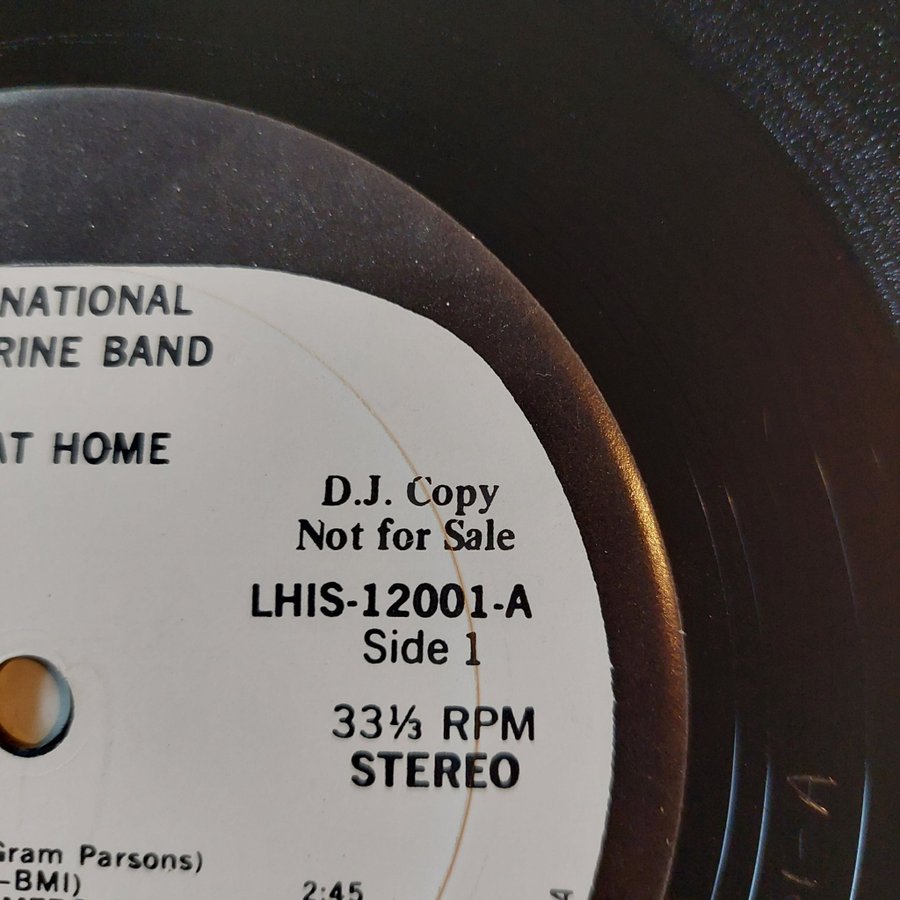 NATIONAL
RINE BAND
AT HOME
D.J. Copy
Not for Sale
LHIS-12001-A
Side 1
33⅓ RPM
STEREO
Gram Parsons)
-BMI)
2:45
1-A